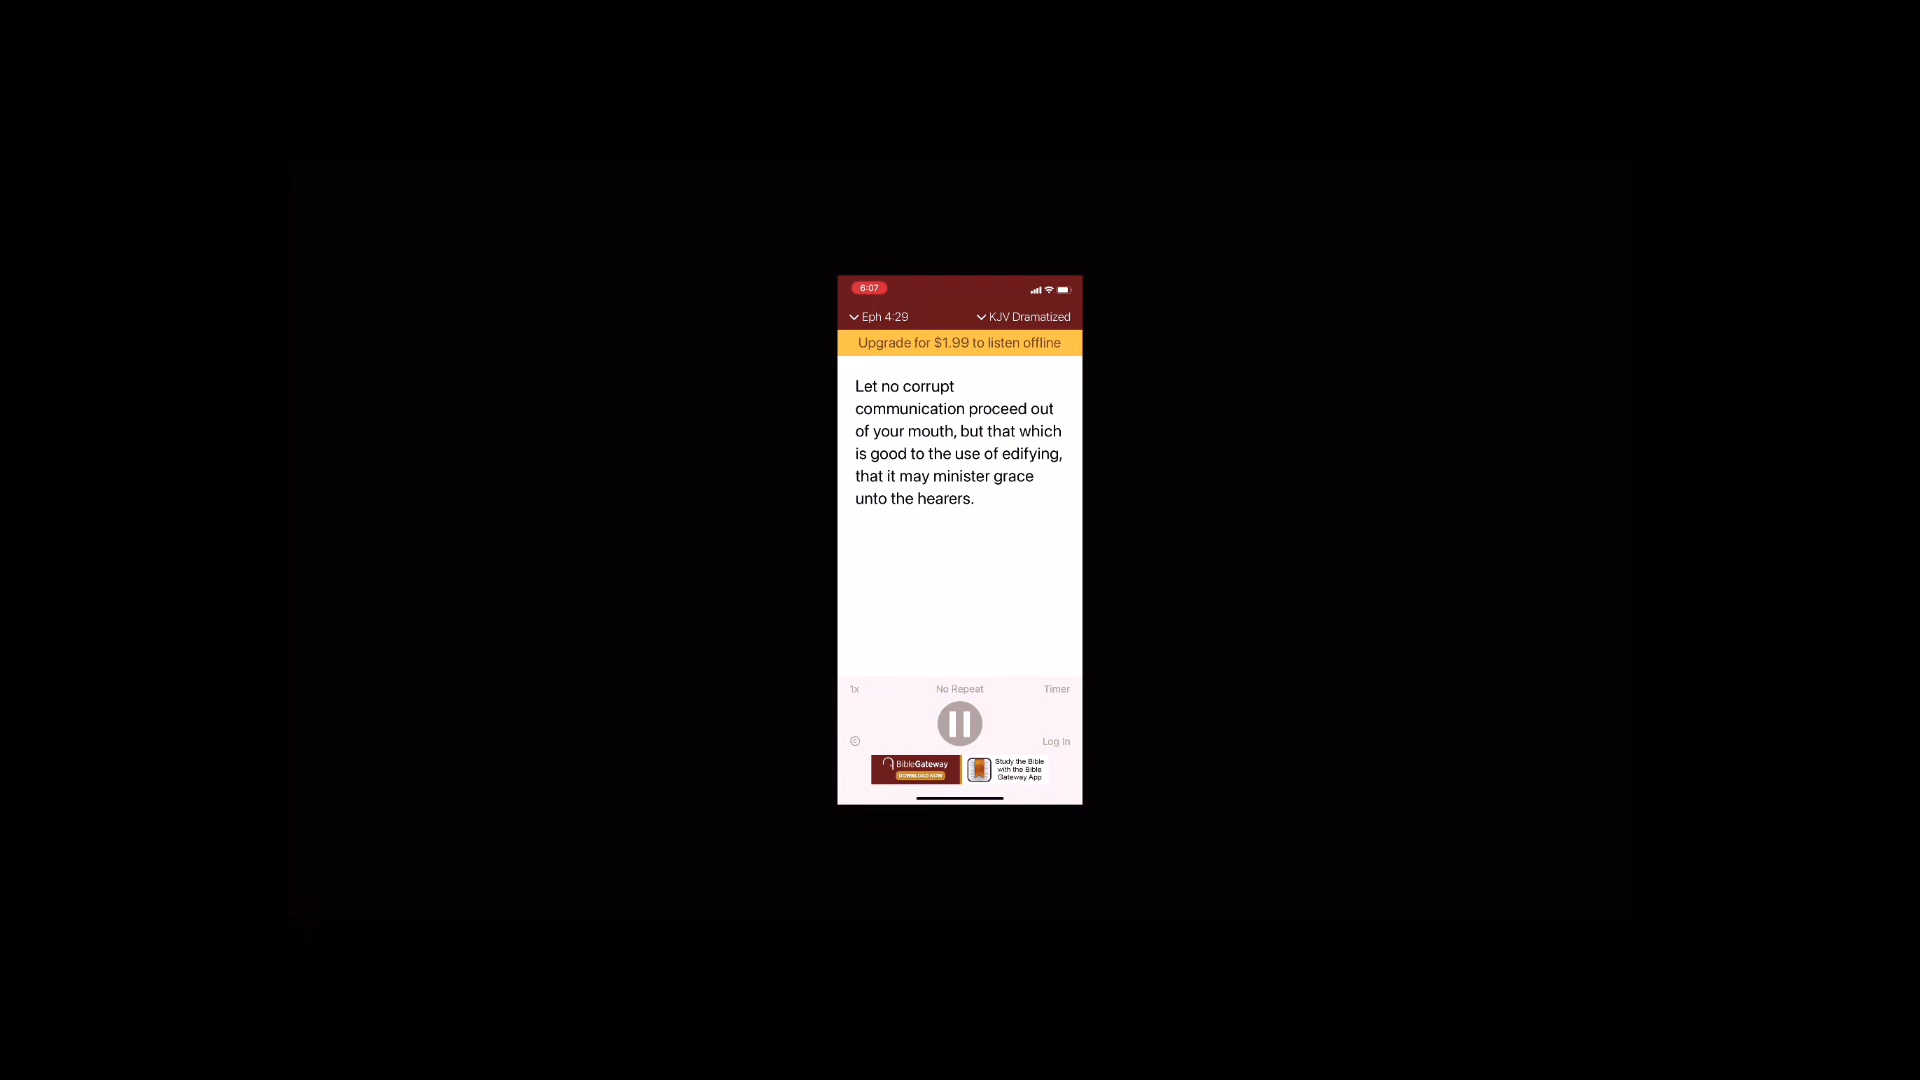 6:07
Eph 4:29
KJV Dramatized
Upgrade for $1.99 to listen offline
Let no corrupt
communication proceed out
of your mouth, but that which
is good to the use of edifying,
that it may minister grace
unto the hearers.
1x
No Repeat
Timer
©
Log In
BibleGateway
DOWNLOAD NOW
Study the Bible
with the Bible
Gateway App